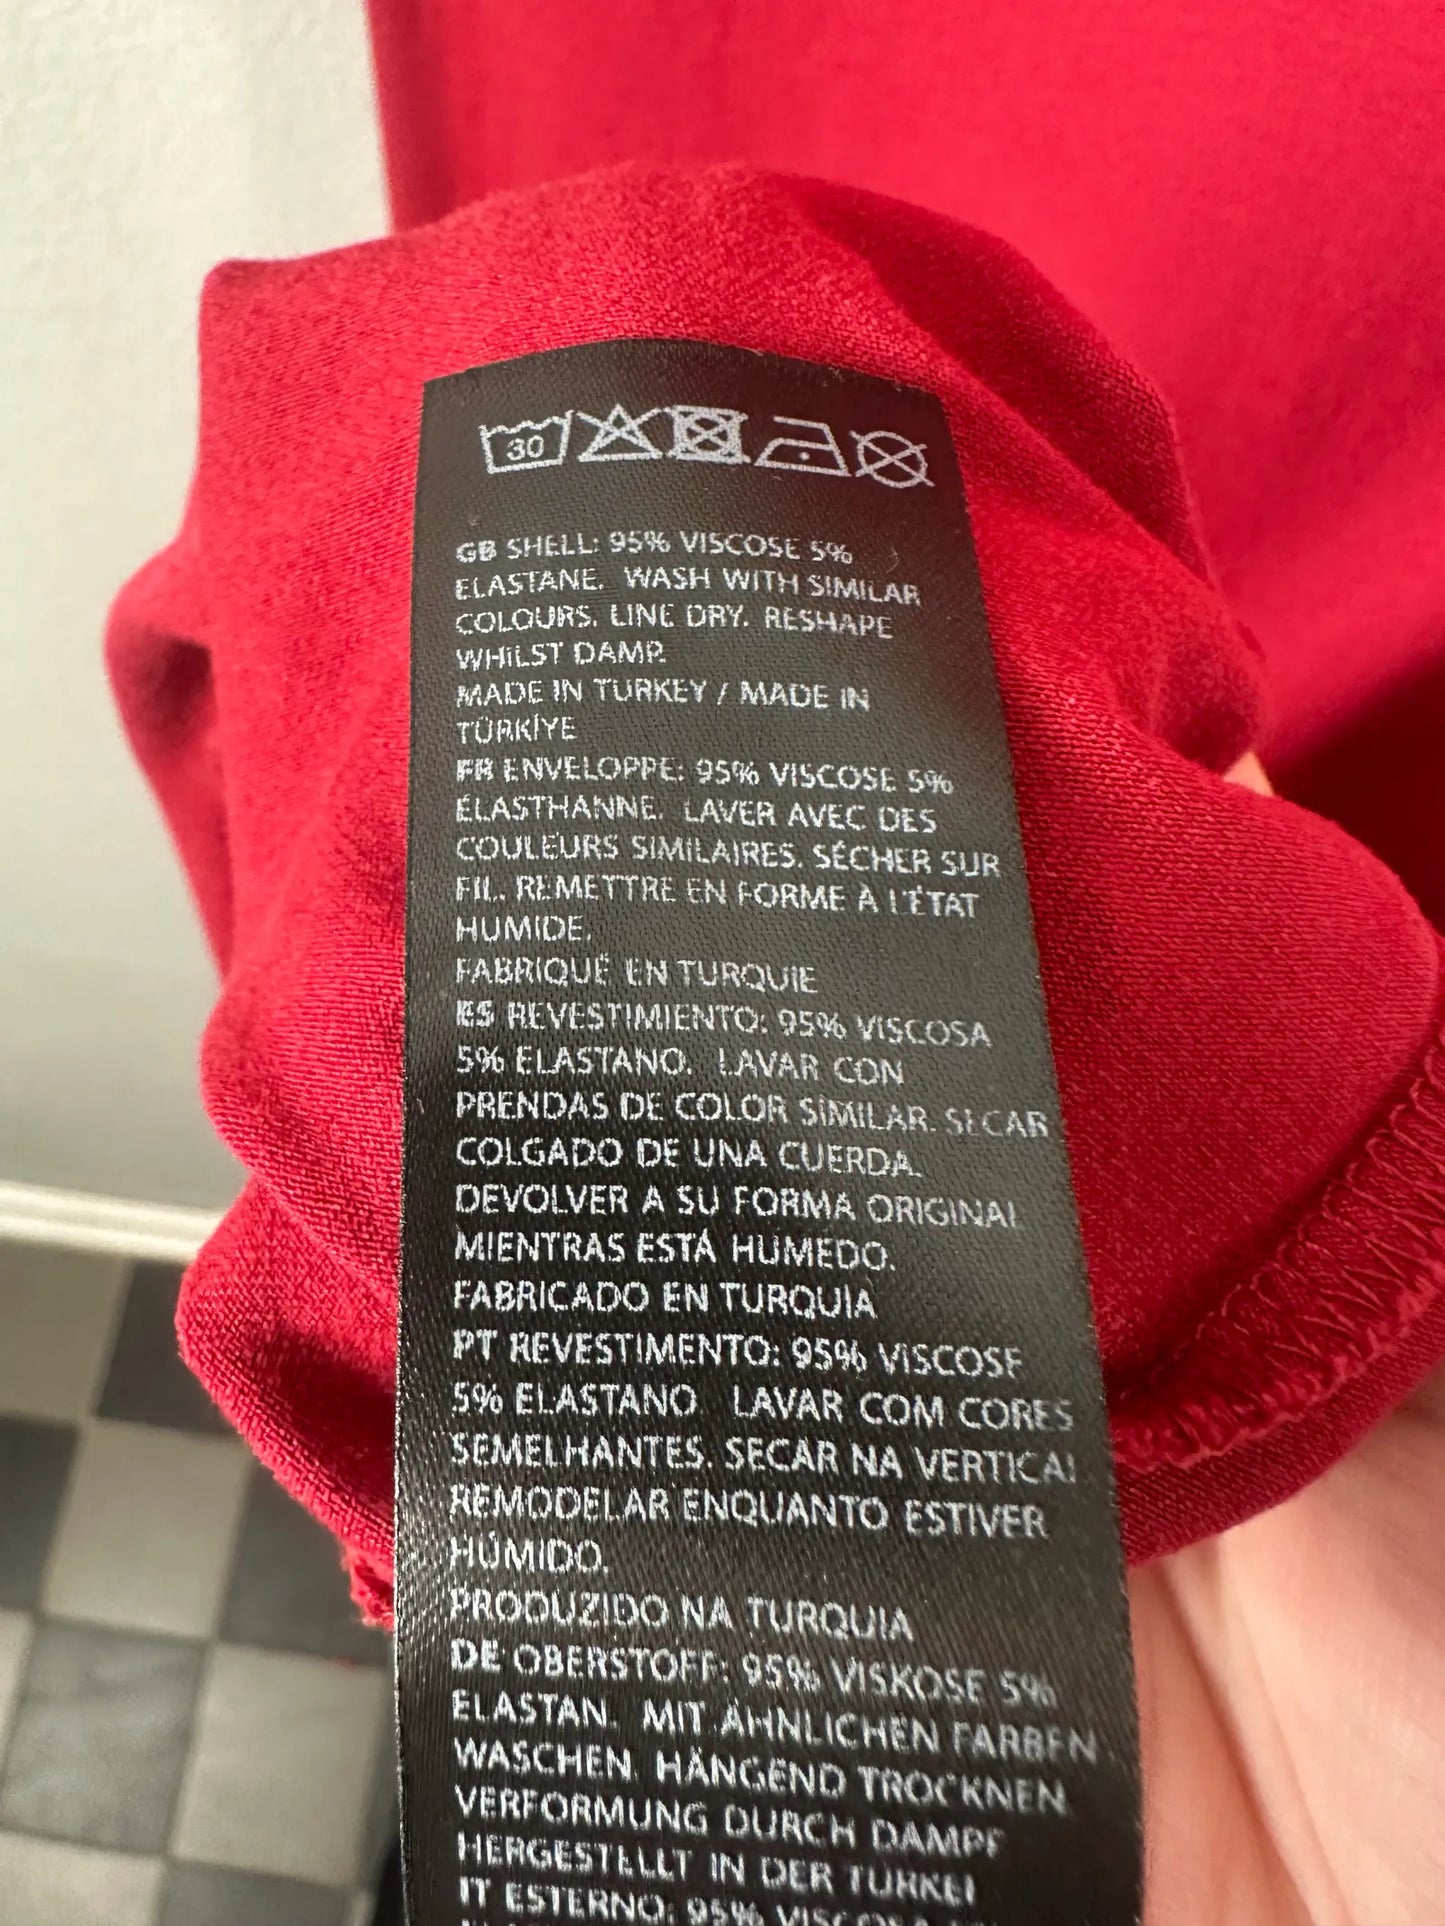 30
GB SHELL: 95% VISCOSE 5%
ELASTANE. WASH WITH SIMILAR
COLOURS. LINE DRY. RESHAPE
WHILST DAMP.
MADE IN TURKEY / MADE IN
TÜRKİYE
FR ENVELOPPE: 95% VISCOSE 5%
ÉLASTHANNE. LAVER AVEC DES
COULEURS SIMILAIRES. SÉCHER SUR
FIL. REMETTRE EN FORME À L'ÉTAT
HUMIDE.
FABRIQUÉ EN TURQUIE
ES REVESTIMIENTO: 95% VISCOSA
5% ELASTANO. LAVAR CON
PRENDAS DE COLOR SIMILAR. SECAR
COLGADO DE UNA CUERDA.
DEVOLVER A SU FORMA ORIGINAL
MIENTRAS ESTÁ HUMEDO.
FABRICADO EN TURQUIA
PT REVESTIMENTO: 95% VISCOSE
5% ELASTANO LAVAR COM CORES
SEMELHANTES. SECAR NA VERTICAL
REMODELAR ENQUANTO ESTIVER
HÚMIDO.
PRODUZIDO NA TURQUIA
DE OBERSTOFF: 95% VISKOSE 5%
ELASTAN. MIT ÄHNLICHEN FARBEN
WASCHEN. HÄNGEND TROCKNEN.
VERFORMUNG DURCH DAMPF
HERGESTELLT IN DER TÜRKEI
IT ESTERNO: 95% VISCOSA